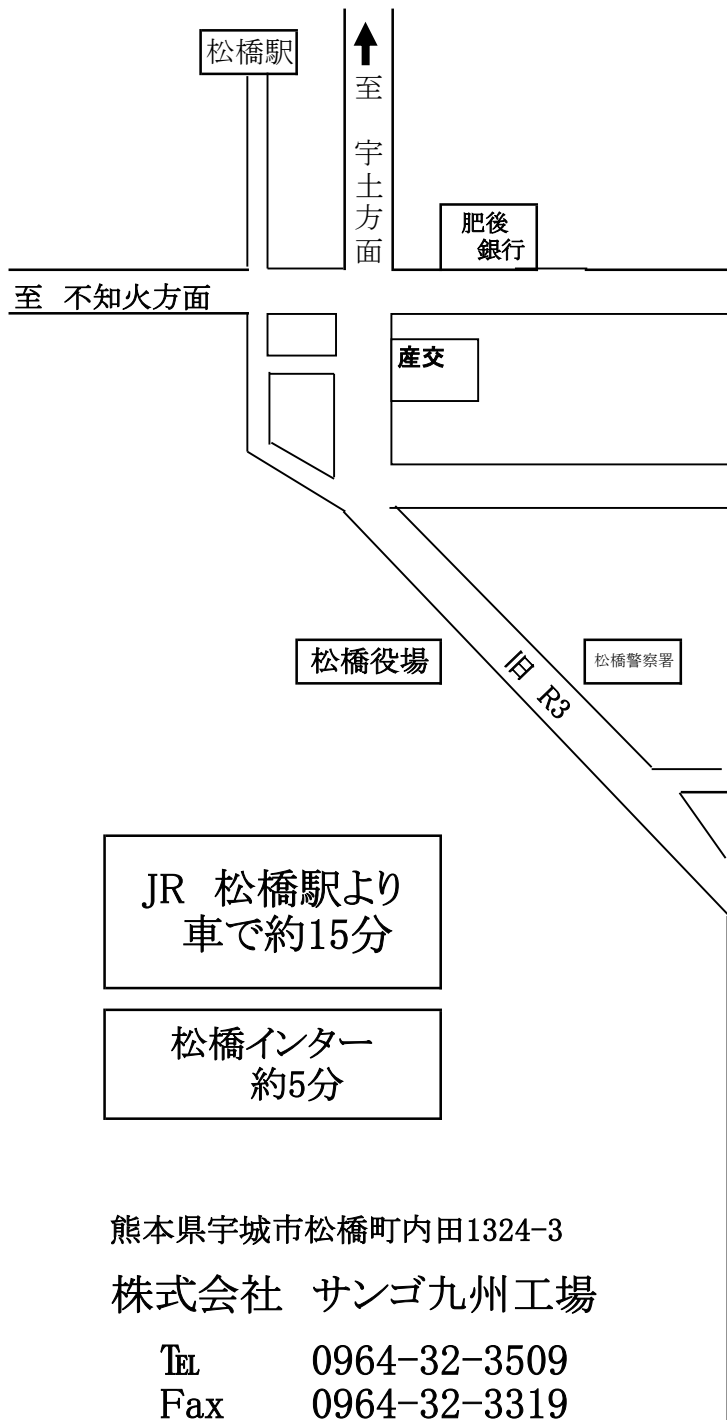 松橋駅
至 宇土方面
肥後
銀行
至 不知火方面
産交
松橋役場
旧 R3
松橋警察署
JR 松橋駅より
車で約15分
松橋インター
約5分
熊本県宇城市松橋町内田1324-3
株式会社 サンゴ九州工場
℡ 0964-32-3509
Fax 0964-32-3319